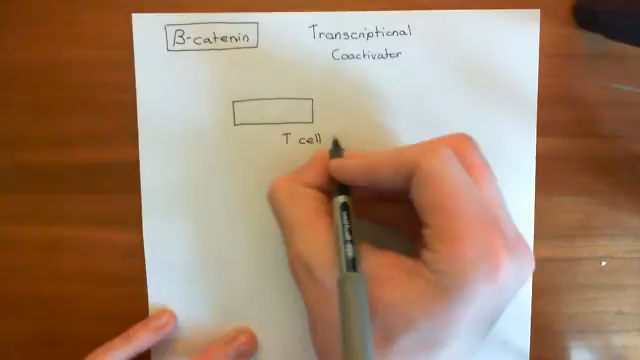 β-catenin
Transcriptional
Coactivator
T cell